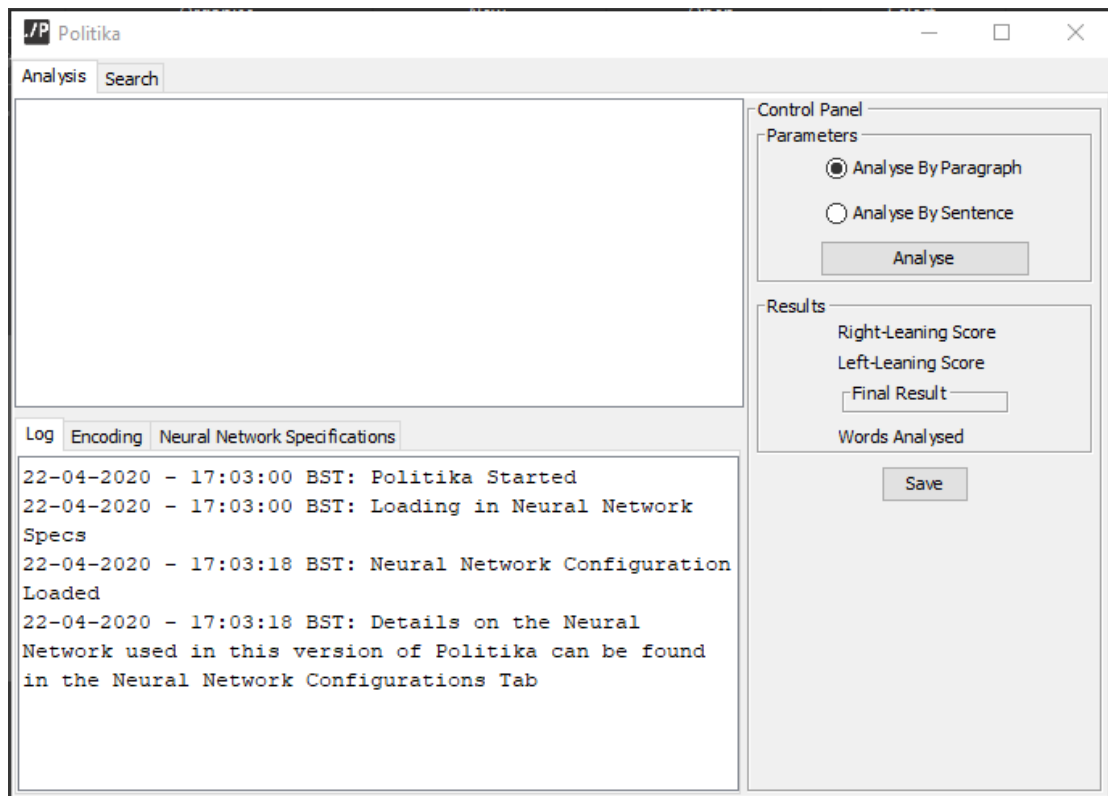 ./P Politika
Analysis Search
Control Panel
Parameters
Analyse By Paragraph
Analyse By Sentence
Analyse
Results
Right-Leaning Score
Left-Leaning Score
Final Result
Words Analysed
Save
Log Encoding Neural Network Specifications
22-04-2020 - 17:03:00 BST: Politika Started
22-04-2020 - 17:03:00 BST: Loading in Neural Network
Specs
22-04-2020 - 17:03:18 BST: Neural Network Configuration
Loaded
22-04-2020 - 17:03:18 BST: Details on the Neural
Network used in this version of Politika can be found
in the Neural Network Configurations Tab